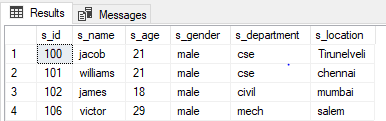 Results Messages
s_id s_name s_age s_gender s_department s_location
1 100 jacob 21 male cse Tirunelveli
2 101 williams 21 male cse chennai
3 102 james 18 male civil mumbai
4 106 victor 29 male mech salem